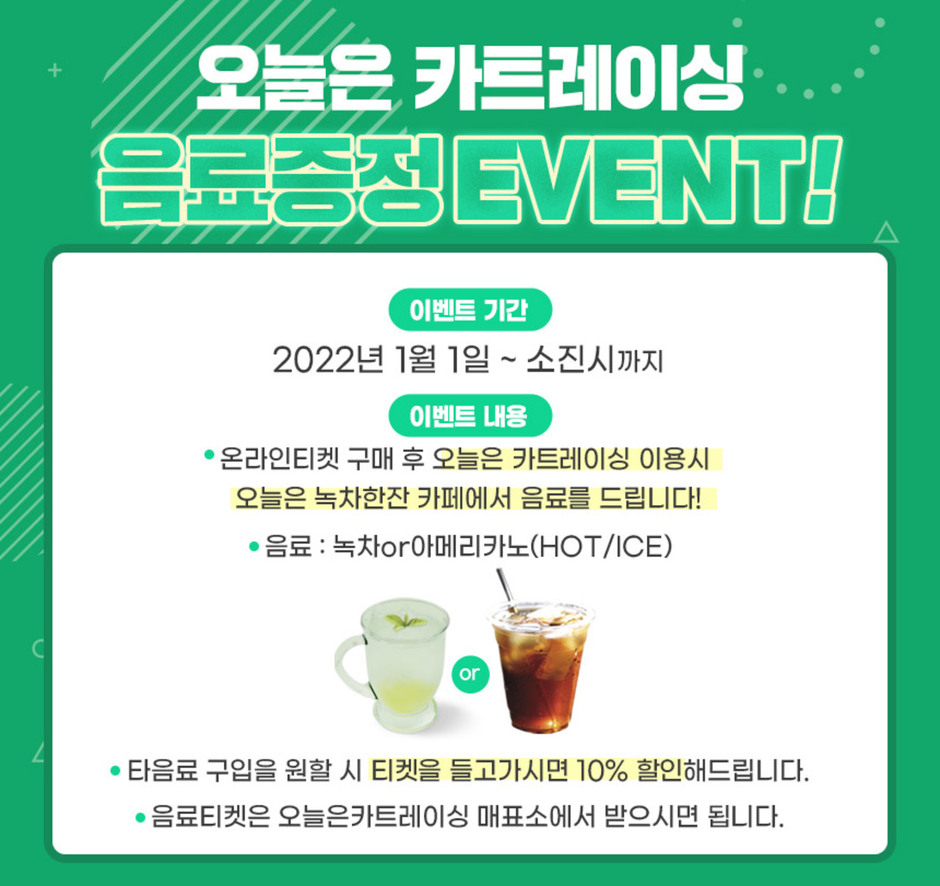 오늘은 카트레이싱
음료증정 EVENT!
이벤트 기간
2022년 1월 1일 ~ 소진시까지
이벤트 내용
• 온라인티켓 구매 후 오늘은 카트레이싱 이용시
오늘은 녹차한잔 카페에서 음료를 드립니다!
• 음료 : 녹차or아메리카노(HOT/ICE)
or
• 타음료 구입을 원할 시 티켓을 들고가시면 10% 할인해드립니다.
• 음료티켓은 오늘은카트레이싱 매표소에서 받으시면 됩니다.